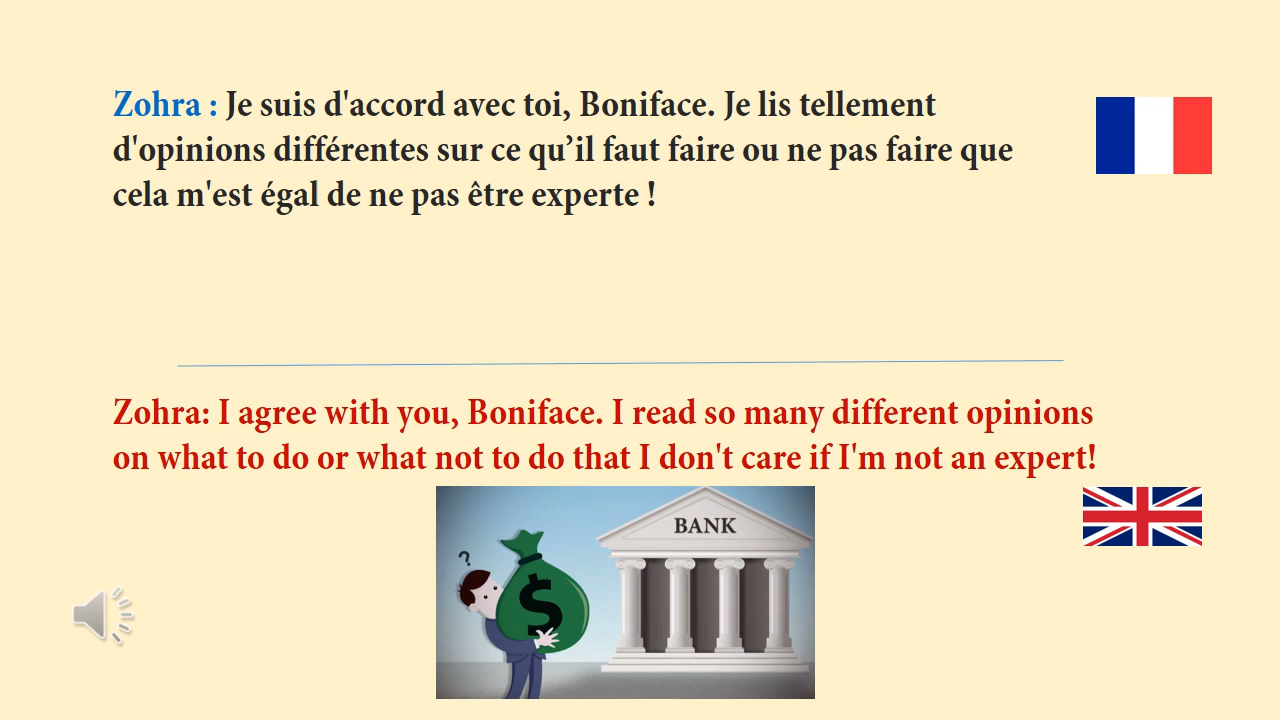 Zohra : Je suis d'accord avec toi, Boniface. Je lis tellement
d'opinions différentes sur ce qu’il faut faire ou ne pas faire que
cela m'est égal de ne pas être experte !
Zohra: I agree with you, Boniface. I read so many different opinions
on what to do or what not to do that I don't care if I'm not an expert!
BANK
?
$